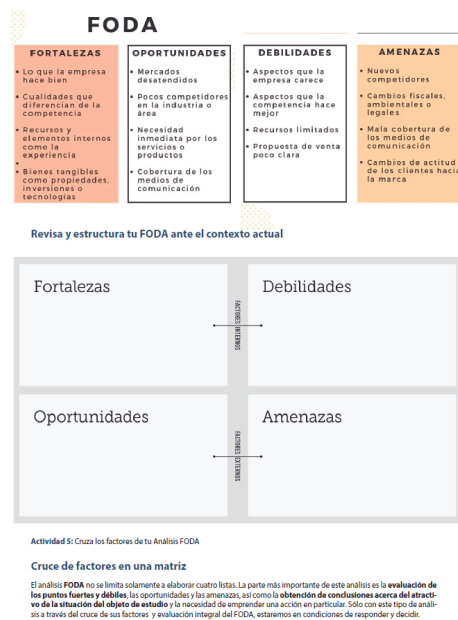 FODA
FORTALEZAS
• Lo que la empresa
hace bien
• Cualidades que
diferencian de la
competencia
• Recursos y
elementos internos
como la
experiencia
•
• Bienes tangibles
como propiedades,
inversiones o
tecnologías
OPORTUNIDADES
• Mercados
desatendidos
• Pocos competidores
en la industria o
área
• Necesidad
inmediata por los
servicios o
productos
• Cobertura de los
medios de
comunicación
DEBILIDADES
• Aspectos que la
empresa carece
• Aspectos que la
competencia hace
mejor
• Recursos limitados
• Propuesta de venta
poco clara
AMENAZAS
• Nuevos
competidores
• Cambios fiscales,
ambientales o
legales
• Mala cobertura de
los medios de
comunicación
• Cambios de actitud
de los clientes hacia
la marca
Revisa y estructura tu FODA ante el contexto actual
Fortalezas
FACTORES INTERNOS
Debilidades
Oportunidades
FACTORES EXTERNOS
Amenazas
Actividad 5: Cruza los factores de tu Análisis FODA
Cruce de factores en una matriz
El análisis FODA no se limita solamente a elaborar cuatro listas. La parte más importante de este análisis es la evaluación de
los puntos fuertes y débiles, las oportunidades y las amenazas, así como la obtención de conclusiones acerca del atracti-
vo de la situación del objeto de estudio y la necesidad de emprender una acción en particular. Sólo con este tipo de análi-
sis a través del cruce de sus factores y evaluación integral del FODA, estaremos en condiciones de responder y decidir.